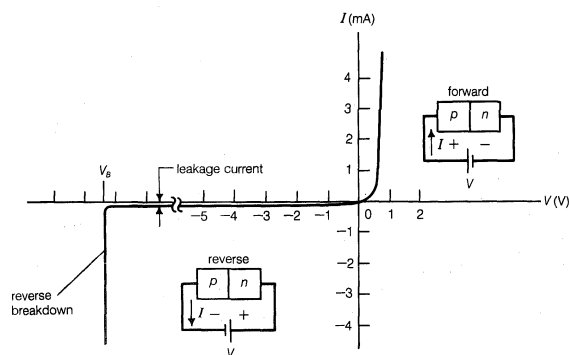 I (mA)
4
3
2
1
forward
p n
I + −
V
V_B
leakage current
−5 −4 −3 −2 −1 0 1 2
V (V)
−1
−2
−3
−4
reverse
p n
I − +
V
reverse
breakdown